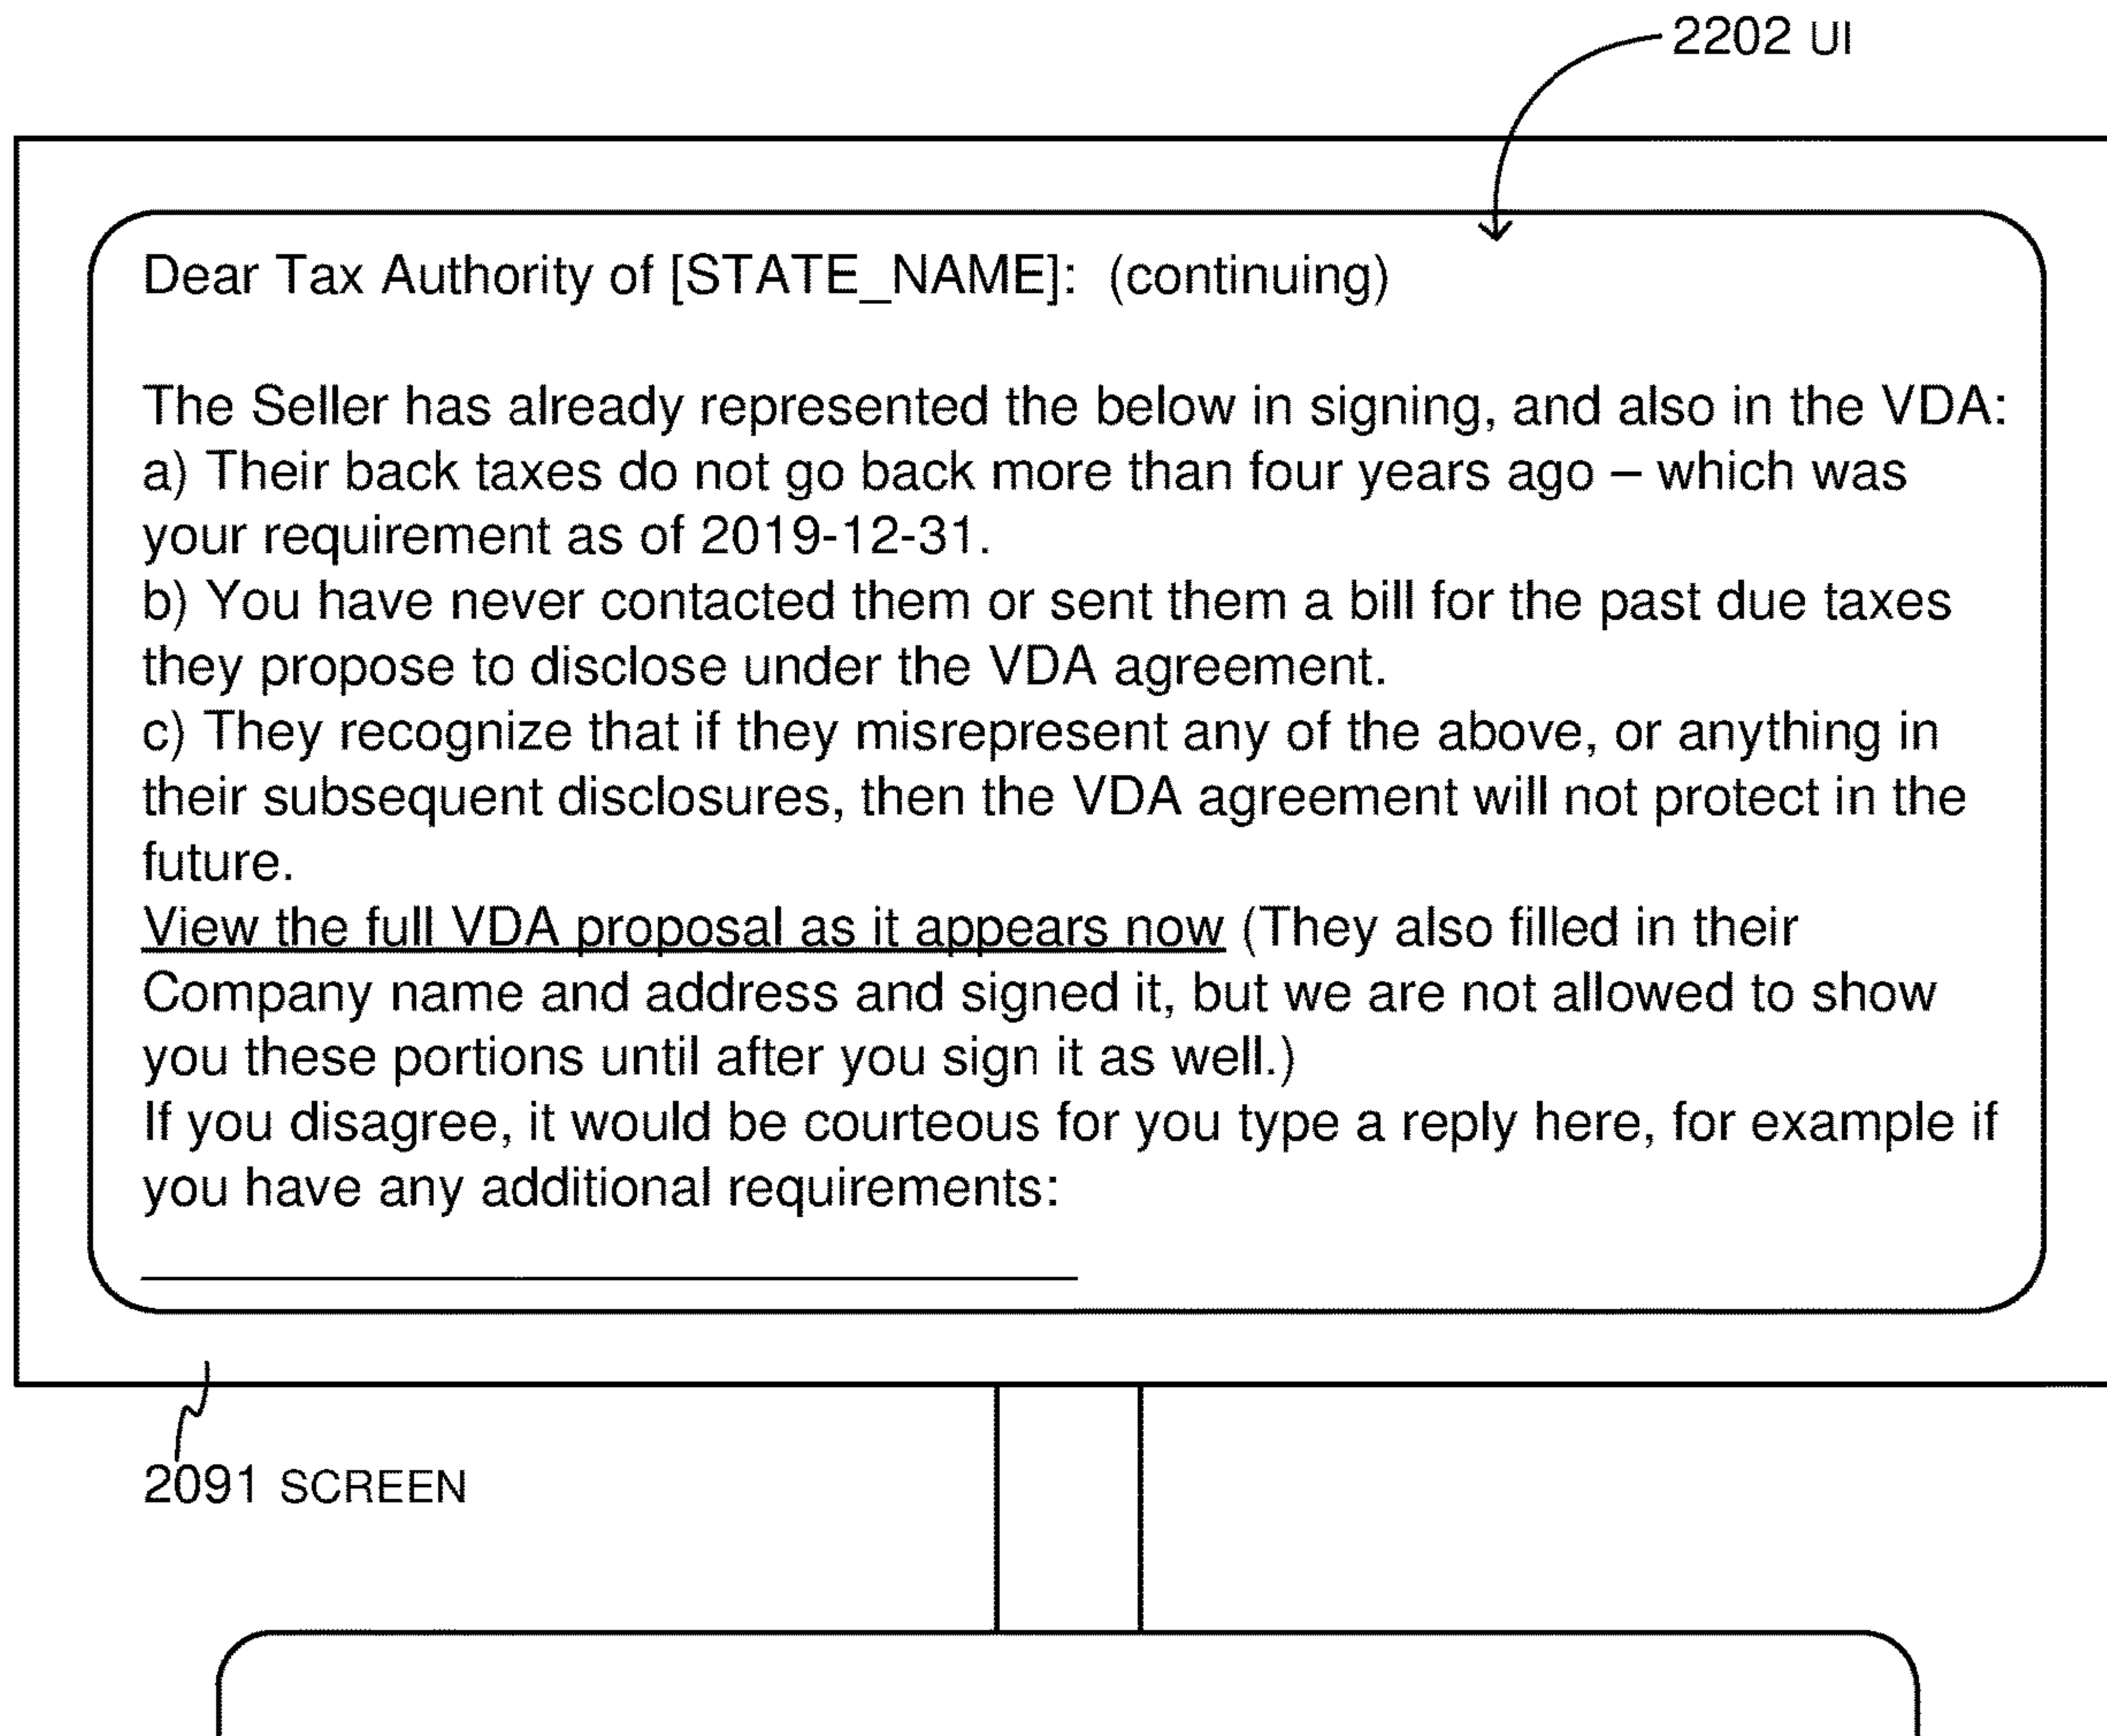 2202 UI
Dear Tax Authority of [STATE_NAME]: (continuing)
The Seller has already represented the below in signing, and also in the VDA:
a) Their back taxes do not go back more than four years ago – which was
your requirement as of 2019-12-31.
b) You have never contacted them or sent them a bill for the past due taxes
they propose to disclose under the VDA agreement.
c) They recognize that if they misrepresent any of the above, or anything in
their subsequent disclosures, then the VDA agreement will not protect in the
future.
View the full VDA proposal as it appears now (They also filled in their
Company name and address and signed it, but we are not allowed to show
you these portions until after you sign it as well.)
If you disagree, it would be courteous for you type a reply here, for example if
you have any additional requirements:
2091 SCREEN